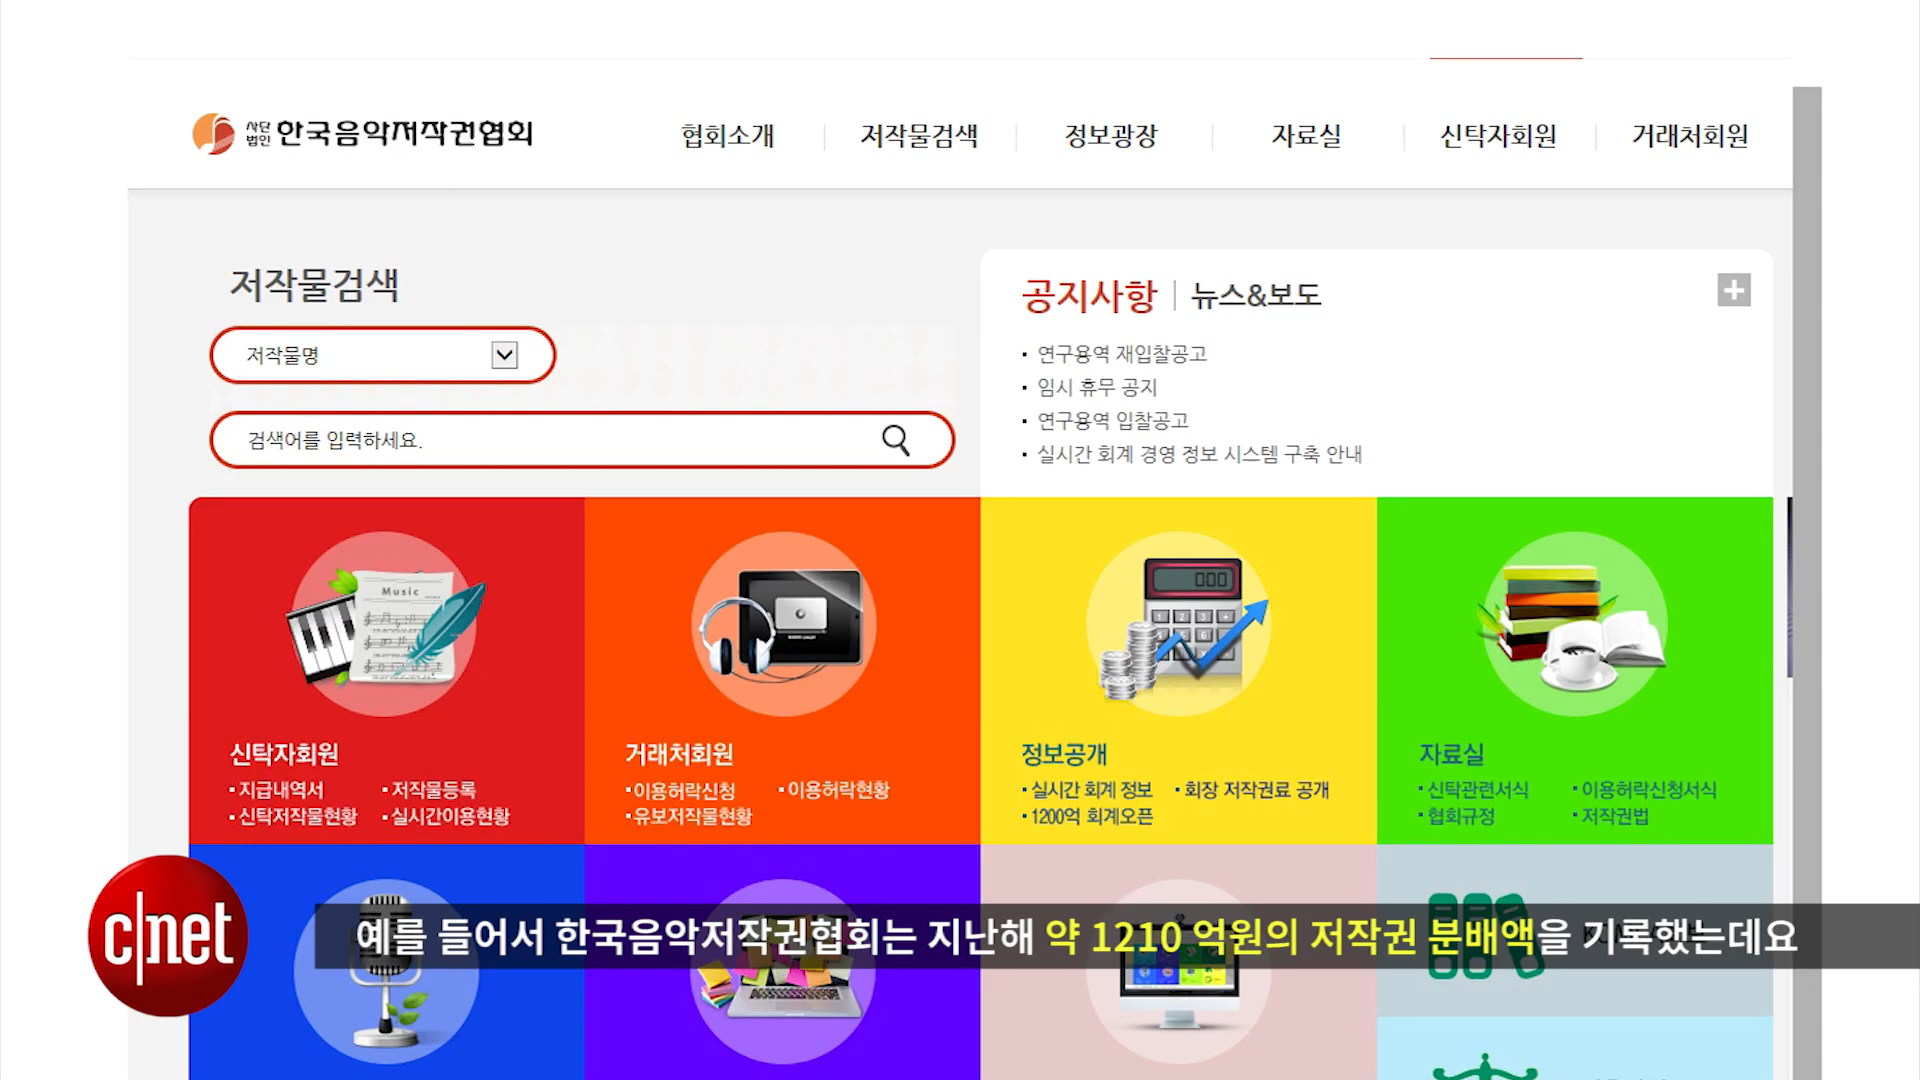 사단
법인 한국음악저작권협회
협회소개 저작물검색 정보광장 자료실 신탁자회원 거래처회원
저작물검색
저작물명
검색어를 입력하세요.
공지사항 뉴스&보도
연구용역 재입찰공고
임시 휴무 공지
연구용역 입찰공고
실시간 회계 경영 정보 시스템 구축 안내
Music
000
신탁자회원
지급내역서 저작물등록
신탁저작물현황 실시간이용현황
거래처회원
이용허락신청 이용허락현황
유보저작물현황
정보공개
실시간 회계 정보 회장 저작권료 공개
1200억 회계오픈
자료실
신탁관련서식 이용허락신청서식
협회규정 저작권법
c|net
예를 들어서 한국음악저작권협회는 지난해 약 1210 억원의 저작권 분배액을 기록했는데요